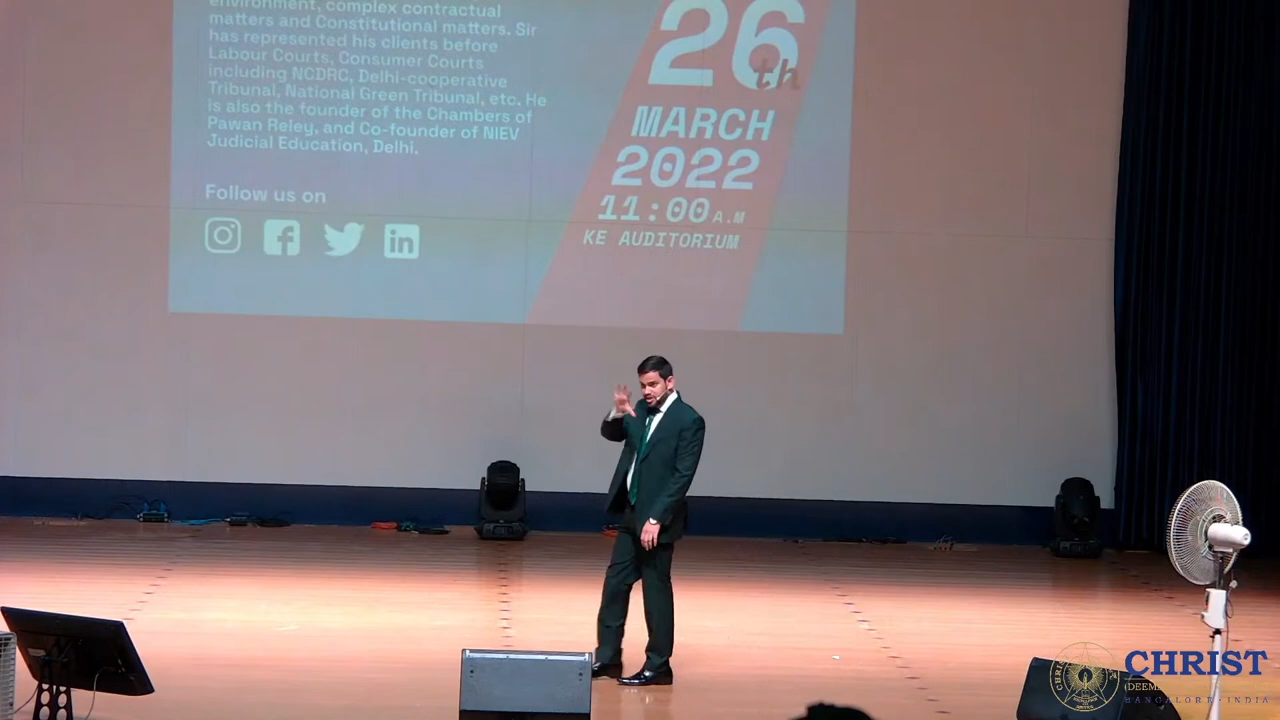 environment, complex contractual
matters and Constitutional matters. Sir
has represented his clients before
Labour Courts, Consumer Courts
including NCDRC, Delhi-cooperative
Tribunal, National Green Tribunal, etc. He
is also the founder of the Chambers of
Pawan Reley, and Co-founder of NIEV
Judicial Education, Delhi.
Follow us on
26th
MARCH
2022
11:00 A.M
KE AUDITORIUM
CHRIST
BANGALORE · INDIA